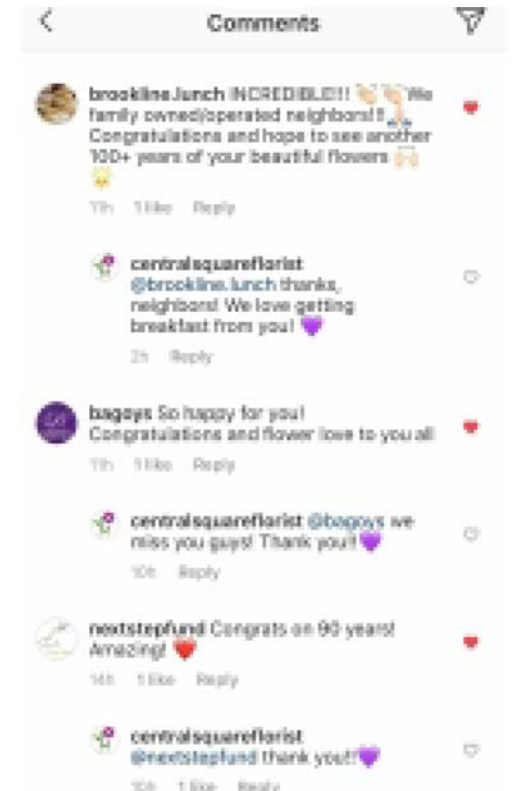 Comments
brookline.lunch INCREDIBLE!!! 👏🏻👏🏻 We
family owned/operated neighbors!!🙏🏻
Congratulations and hope to see another
100+ years of your beautiful flowers 🙌🏻
☀️
11h 1 like Reply
centralsquareflorist
@brookline.lunch thanks,
neighbors! We love getting
breakfast from you! 💜
2h Reply
bagoys So happy for you!
Congratulations and flower love to you all
11h 1 like Reply
centralsquareflorist @bagoys we
miss you guys! Thank you!!💜
10h Reply
nextstepfund Congrats on 90 years!
Amazing! ❤️
14h 1 like Reply
centralsquareflorist
@nextstepfund thank you!!💜
10h 1 like Reply